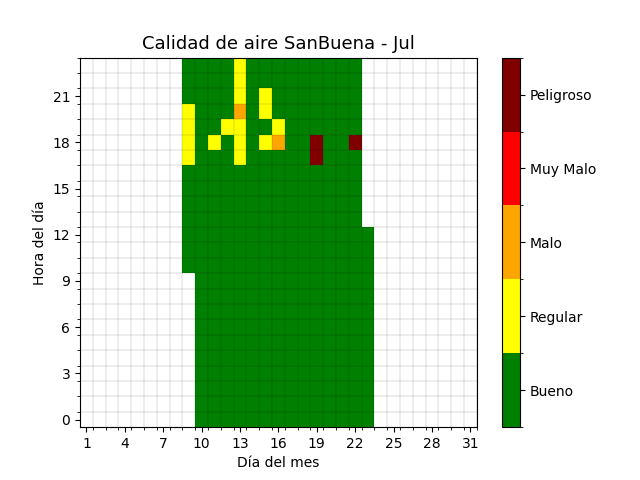 Calidad de aire SanBuena - Jul
Hora del día
21
18
15
12
9
6
3
0
1 4 7 10 13 16 19 22 25 28 31
Día del mes
Peligroso
Muy Malo
Malo
Regular
Bueno